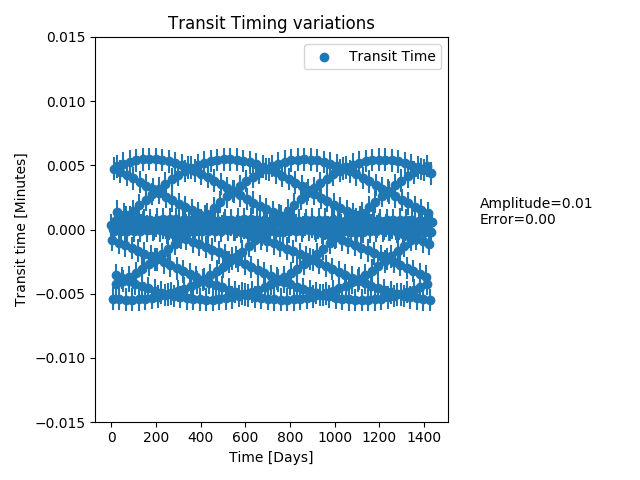 Transit Timing variations
Transit Time
0.015
0.010
0.005
0.000
−0.005
−0.010
−0.015
Transit time [Minutes]
0
200
400
600
800
1000
1200
1400
Time [Days]
Amplitude=0.01
Error=0.00